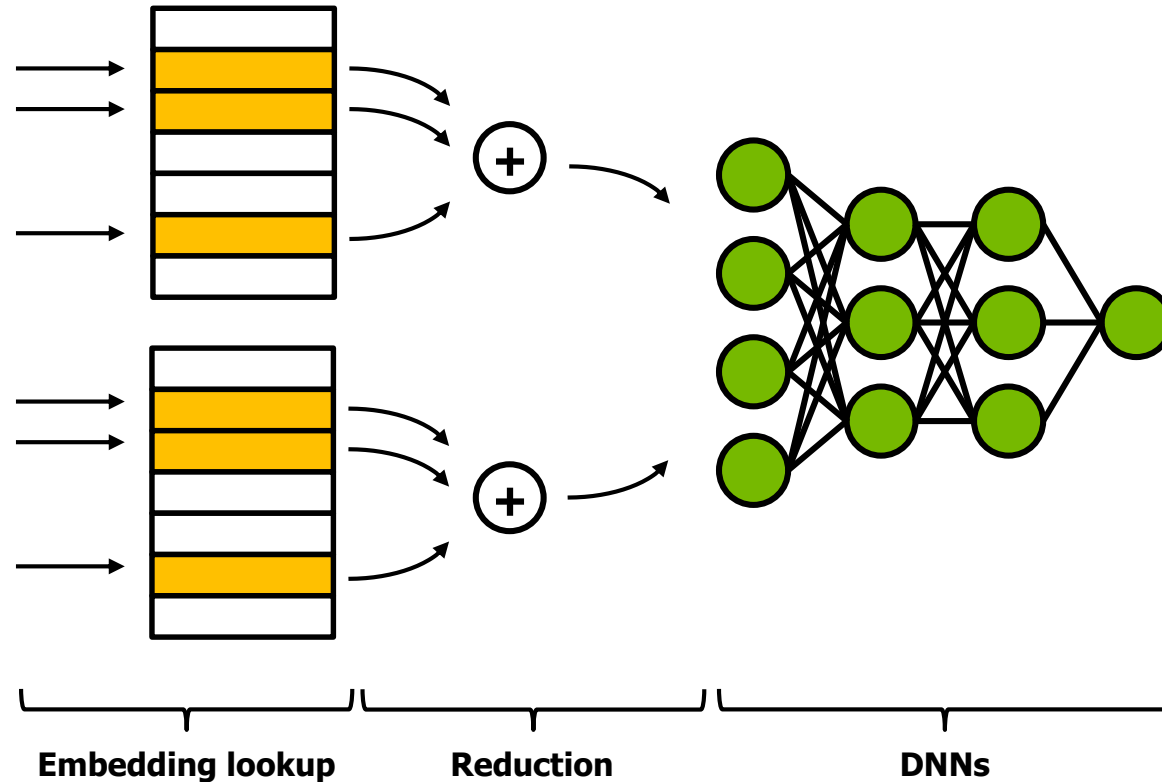 +
+
Embedding lookup
Reduction
DNNs